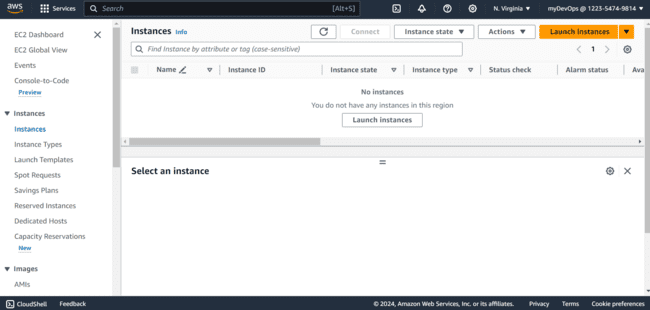 aws Services Search [Alt+S] N. Virginia myDevOps @ 1223-5474-9814
EC2 Dashboard
EC2 Global View
Events
Console-to-Code
Preview
Instances
Instances
Instance Types
Launch Templates
Spot Requests
Savings Plans
Reserved Instances
Dedicated Hosts
Capacity Reservations
New
Images
AMIs
Instances Info Connect Instance state Actions Launch Instances
Find Instance by attribute or tag (case-sensitive) 1
Name Instance ID Instance state Instance type Status check Alarm status Ava
No instances
You do not have any instances in this region
Launch instances
Select an instance
CloudShell Feedback © 2024, Amazon Web Services, Inc. or its affiliates. Privacy Terms Cookie preferences